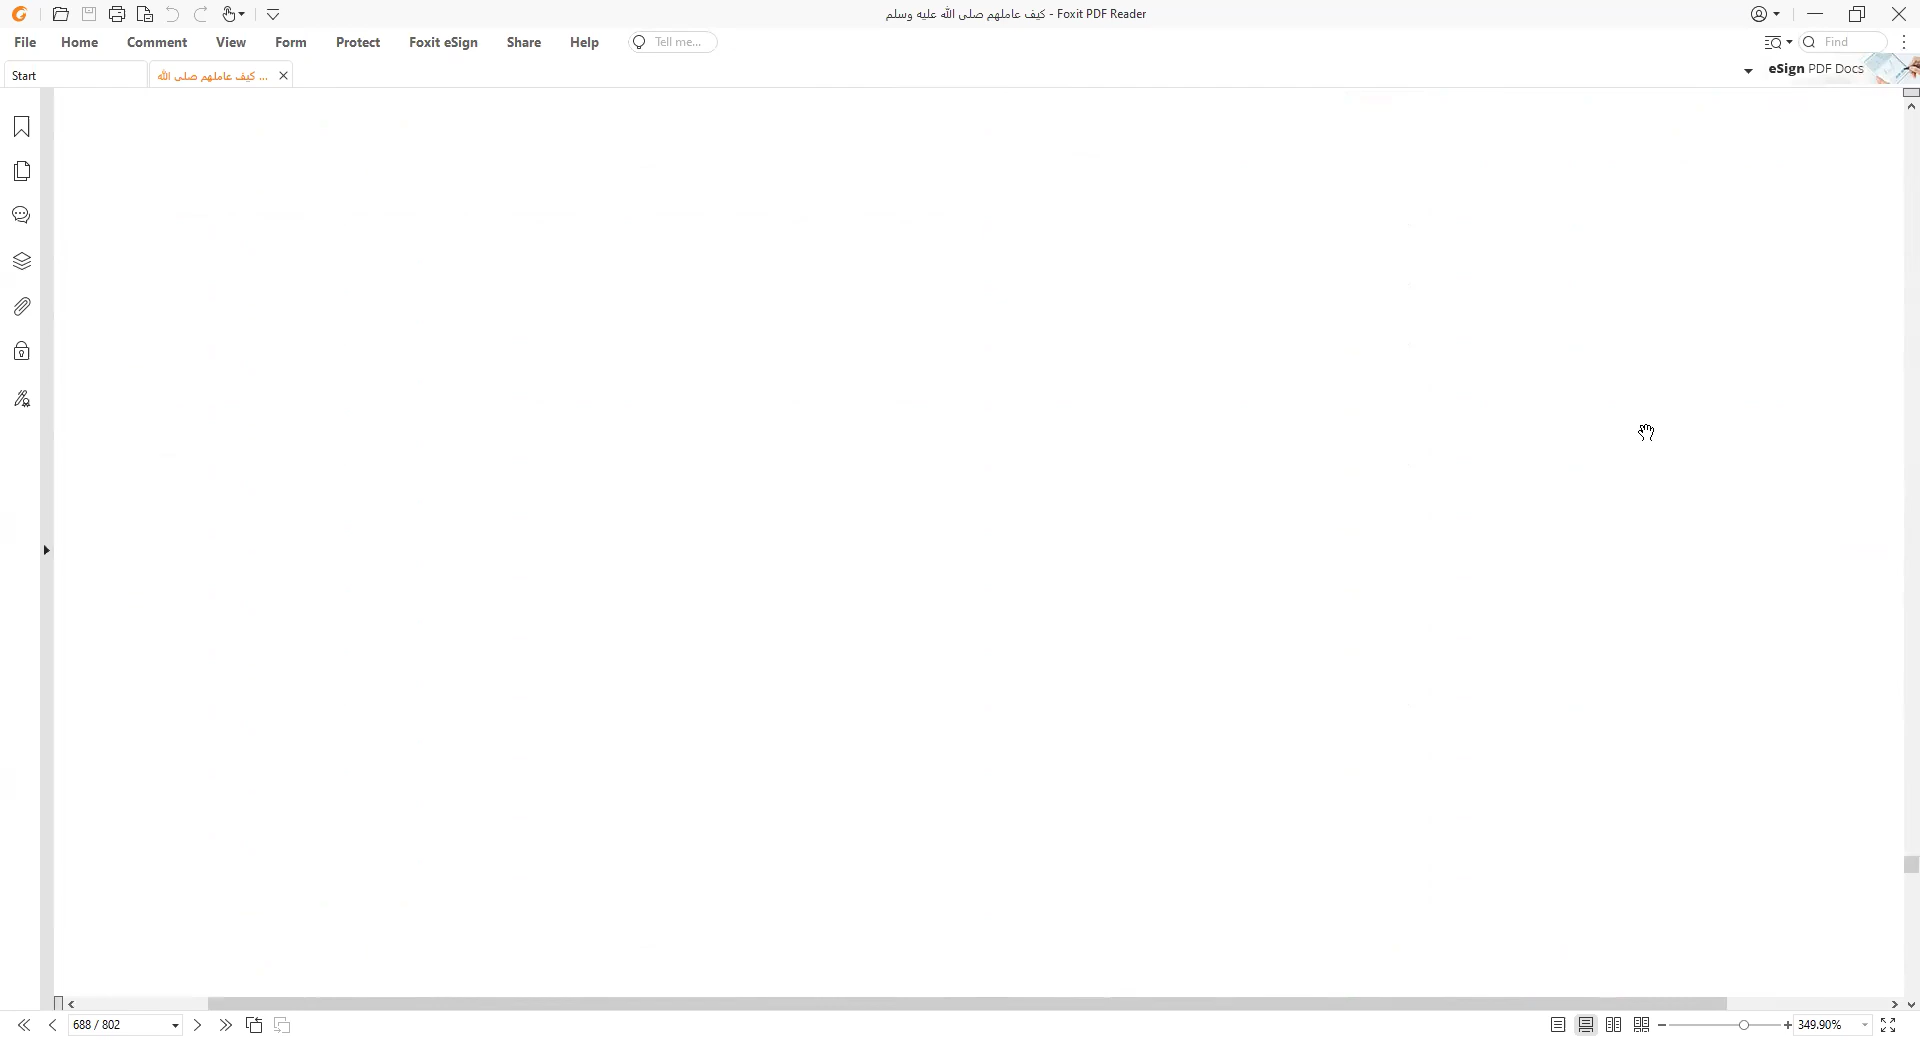 كيف عاملهم صلى الله عليه وسلم - Foxit PDF Reader
File Home Comment View Form Protect Foxit eSign Share Help Tell me... Find
Start
كيف عاملهم صلى الله ...
eSign PDF Docs
688 / 802
349.90%